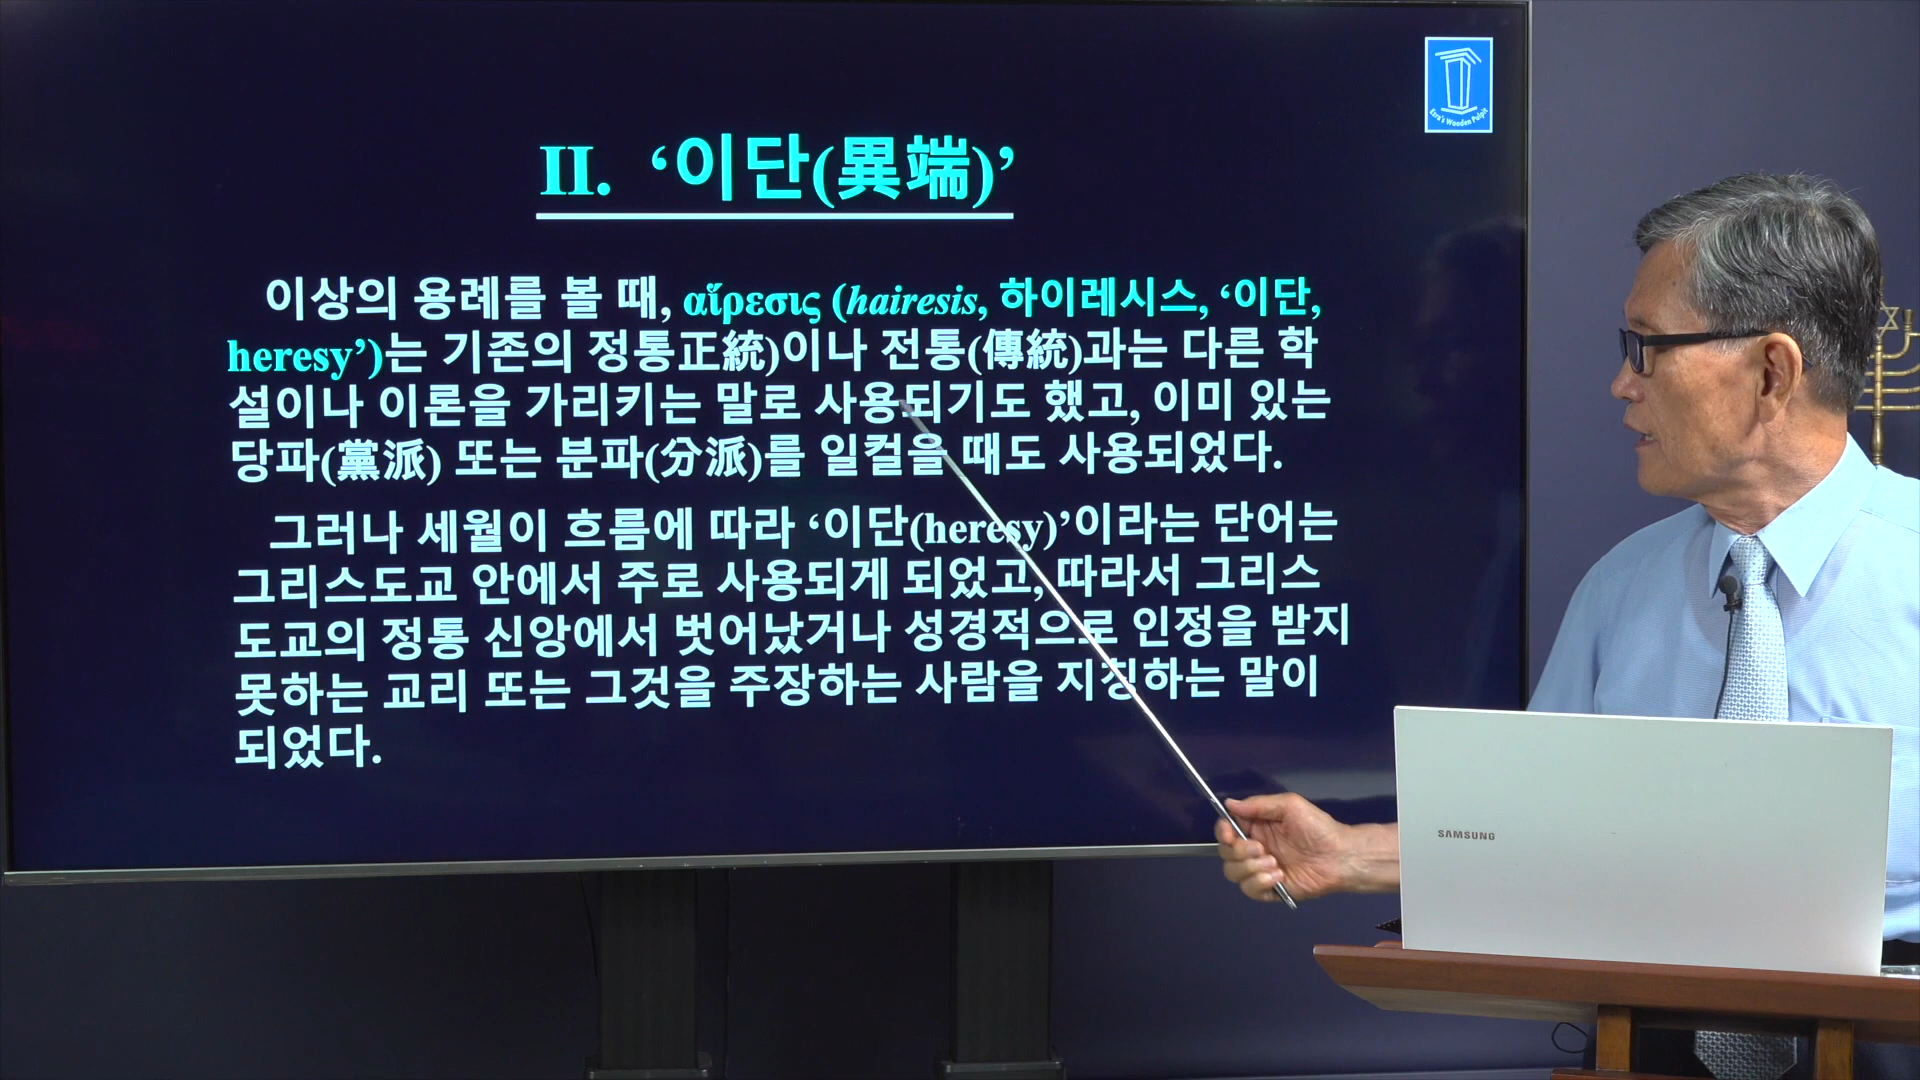 Ezra's Wooden Pulpit
II. ‘이단(異端)’
이상의 용례를 볼 때, αἵρεσις (hairesis, 하이레시스, ‘이단,
heresy’)는 기존의 정통正統)이나 전통(傳統)과는 다른 학
설이나 이론을 가리키는 말로 사용되기도 했고, 이미 있는
당파(黨派) 또는 분파(分派)를 일컬을 때도 사용되었다.
그러나 세월이 흐름에 따라 ‘이단(heresy)’이라는 단어는
그리스도교 안에서 주로 사용되게 되었고, 따라서 그리스
도교의 정통 신앙에서 벗어났거나 성경적으로 인정을 받지
못하는 교리 또는 그것을 주장하는 사람을 지칭하는 말이
되었다.
SAMSUNG